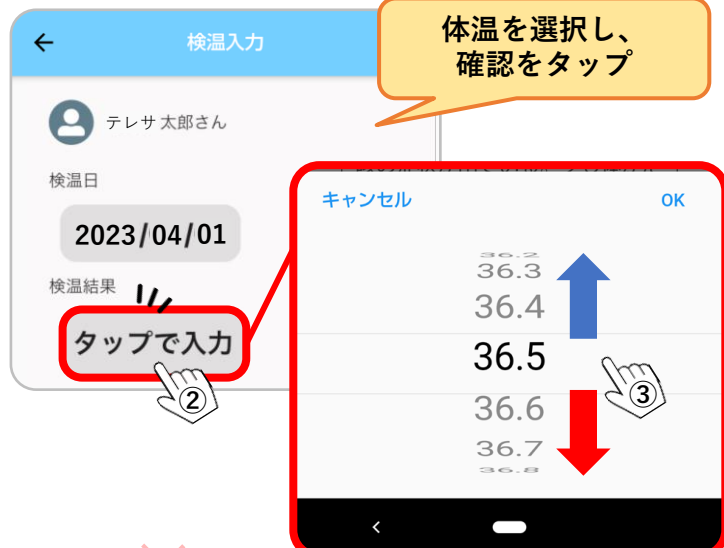 検温入力
体温を選択し、
確認をタップ
テレサ 太郎さん
検温日
2023/04/01
検温結果
タップで入力
②
キャンセル
OK
36.2
36.3
36.4
36.5
36.6
36.7
36.8
③